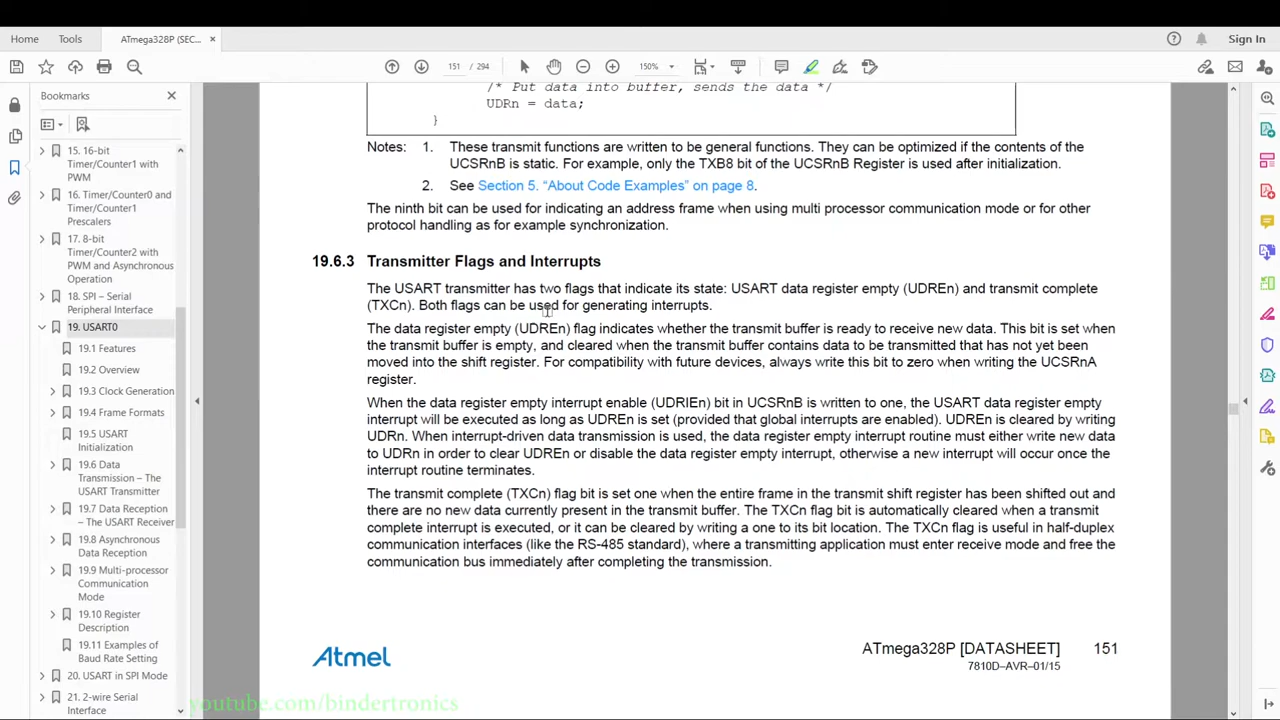 Home
Tools
ATmega328P (SEC...
Sign In
151 / 294
150%
Bookmarks
15. 16-bit
Timer/Counter1 with
PWM
16. Timer/Counter0 and
Timer/Counter1
Prescalers
17. 8-bit
Timer/Counter2 with
PWM and Asynchronous
Operation
18. SPI – Serial
Peripheral Interface
19. USART0
19.1 Features
19.2 Overview
19.3 Clock Generation
19.4 Frame Formats
19.5 USART
Initialization
19.6 Data
Transmission – The
USART Transmitter
19.7 Data Reception
– The USART Receiver
19.8 Asynchronous
Data Reception
19.9 Multi-processor
Communication
Mode
19.10 Register
Description
19.11 Examples of
Baud Rate Setting
20. USART in SPI Mode
21. 2-wire Serial
Interface
/* Put data into buffer, sends the data */
UDRn = data;
}
Notes: 1. These transmit functions are written to be general functions. They can be optimized if the contents of the
UCSRnB is static. For example, only the TXB8 bit of the UCSRnB Register is used after initialization.
2. See Section 5. “About Code Examples” on page 8.
The ninth bit can be used for indicating an address frame when using multi processor communication mode or for other
protocol handling as for example synchronization.
19.6.3 Transmitter Flags and Interrupts
The USART transmitter has two flags that indicate its state: USART data register empty (UDREn) and transmit complete
(TXCn). Both flags can be used for generating interrupts.
The data register empty (UDREn) flag indicates whether the transmit buffer is ready to receive new data. This bit is set when
the transmit buffer is empty, and cleared when the transmit buffer contains data to be transmitted that has not yet been
moved into the shift register. For compatibility with future devices, always write this bit to zero when writing the UCSRnA
register.
When the data register empty interrupt enable (UDRIEn) bit in UCSRnB is written to one, the USART data register empty
interrupt will be executed as long as UDREn is set (provided that global interrupts are enabled). UDREn is cleared by writing
UDRn. When interrupt-driven data transmission is used, the data register empty interrupt routine must either write new data
to UDRn in order to clear UDREn or disable the data register empty interrupt, otherwise a new interrupt will occur once the
interrupt routine terminates.
The transmit complete (TXCn) flag bit is set one when the entire frame in the transmit shift register has been shifted out and
there are no new data currently present in the transmit buffer. The TXCn flag bit is automatically cleared when a transmit
complete interrupt is executed, or it can be cleared by writing a one to its bit location. The TXCn flag is useful in half-duplex
communication interfaces (like the RS-485 standard), where a transmitting application must enter receive mode and free the
communication bus immediately after completing the transmission.
Atmel
ATmega328P [DATASHEET] 151
7810D–AVR–01/15
youtube.com/bindertronics